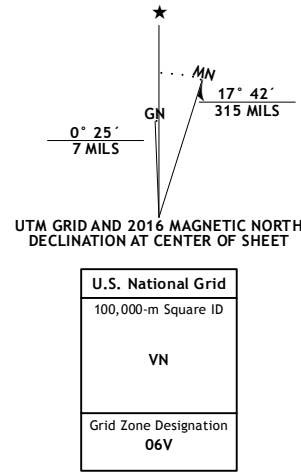 MN
GN
17° 42´
315 MILS
0° 25´
7 MILS
UTM GRID AND 2016 MAGNETIC NORTH
DECLINATION AT CENTER OF SHEET
U.S. National Grid
100,000-m Square ID
VN
Grid Zone Designation
06V